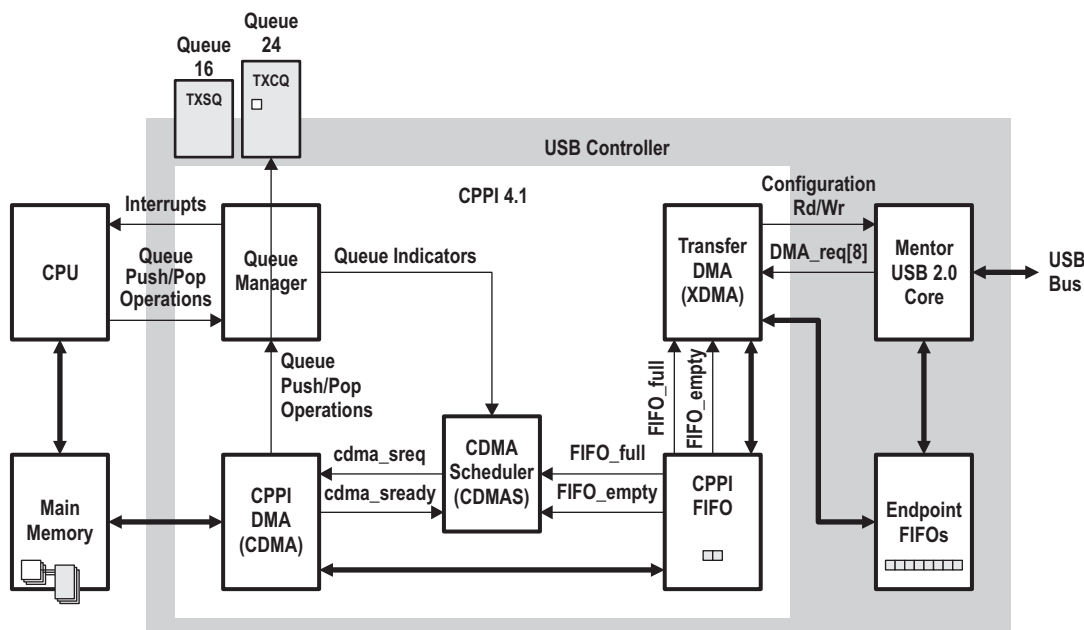 Queue
16
Queue
24
TXSQ
TXCQ
USB Controller
CPPI 4.1
CPU
Interrupts
Queue
Push/Pop
Operations
Queue
Manager
Queue Indicators
Transfer
DMA
(XDMA)
Configuration
Rd/Wr
DMA_req[8]
Mentor
USB 2.0
Core
USB
Bus
Queue
Push/Pop
Operations
FIFO_full
FIFO_empty
Main
Memory
CPPI
DMA
(CDMA)
cdma_sreq
cdma_sready
CDMA
Scheduler
(CDMAS)
FIFO_full
FIFO_empty
CPPI
FIFO
Endpoint
FIFOs